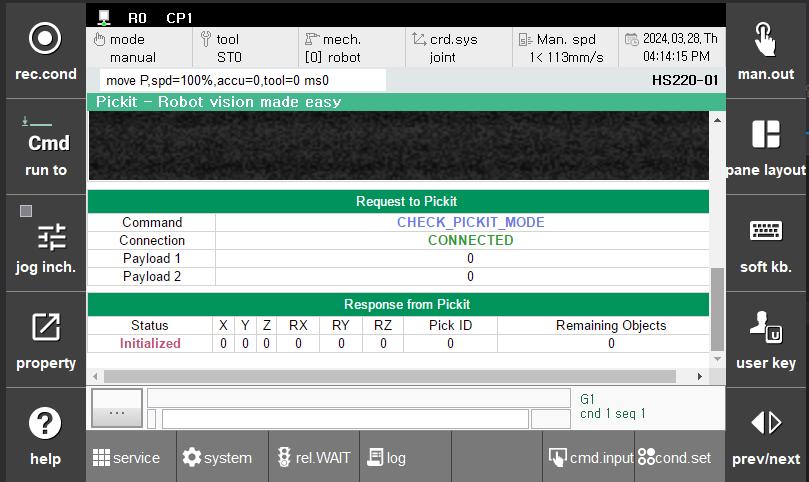 R0 CP1
rec.cond
mode
manual
tool
ST0
mech.
[0] robot
crd.sys
joint
Man. spd
1< 113mm/s
2024,03,28,Th
04:14:15 PM
man.out
move P,spd=100%,accu=0,tool=0 ms0
HS220-01
Pickit - Robot vision made easy
Cmd
run to
pane layout
Request to Pickit
Command CHECK_PICKIT_MODE
Connection CONNECTED
Payload 1 0
Payload 2 0
jog inch.
soft kb.
Response from Pickit
Status X Y Z RX RY RZ Pick ID Remaining Objects
Initialized 0 0 0 0 0 0 0 0
property
user key
...
G1
cnd 1 seq 1
help
service
system
rel.WAIT
log
cmd.input
cond.set
prev/next